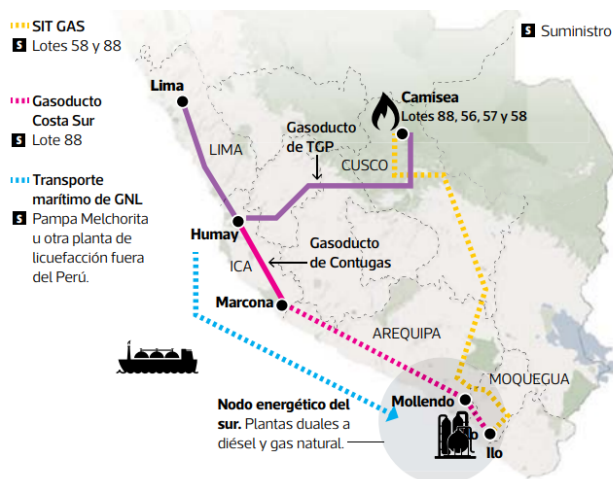 SIT GAS
S Lotes 58 y 88
Gasoducto
Costa Sur
S Lote 88
Transporte
marítimo de GNL
S Pampa Melchorita
u otra planta de
licuefacción fuera
del Perú.
S Suministro
Lima
Camisea
Lotes 88, 56, 57 y 58
Gasoducto
de TGP
LIMA
CUSCO
Humay
ICA
Gasoducto
de Contugas
Marcona
AREQUIPA
MOQUEGUA
Mollendo
Nodo energético del
sur. Plantas duales a
diésel y gas natural.
Ilo